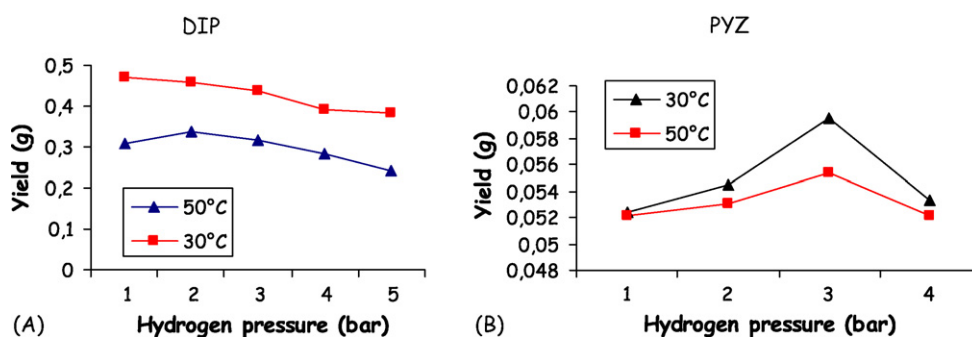 DIP
Yield (g)
0,5
0,4
0,3
0,2
0,1
0
50°C
30°C
1 2 3 4 5
(A) Hydrogen pressure (bar)
PYZ
Yield (g)
0,062
0,06
0,058
0,056
0,054
0,052
0,05
0,048
30°C
50°C
1 2 3 4
(B) Hydrogen pressure (bar)